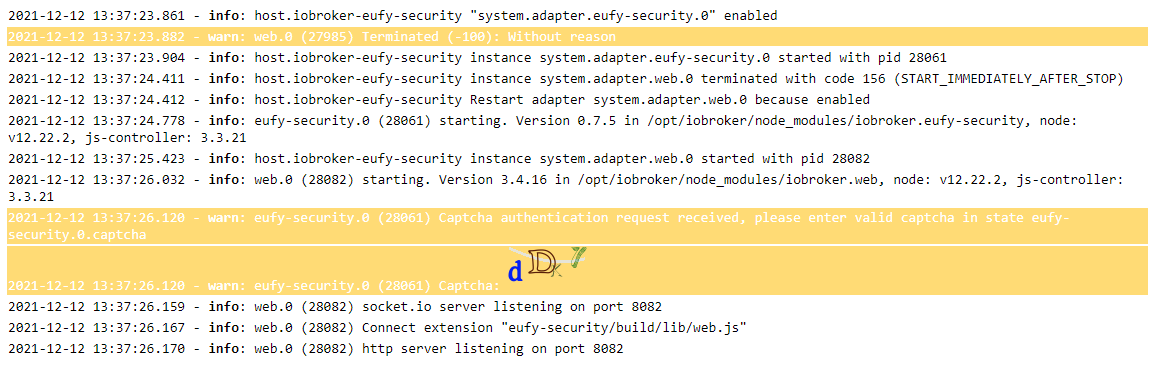 2021-12-12 13:37:23.861 - info: host.iobroker-eufy-security "system.adapter.eufy-security.0" enabled
2021-12-12 13:37:23.882 - warn: web.0 (27985) Terminated (-100): Without reason
2021-12-12 13:37:23.904 - info: host.iobroker-eufy-security instance system.adapter.eufy-security.0 started with pid 28061
2021-12-12 13:37:24.411 - info: host.iobroker-eufy-security instance system.adapter.web.0 terminated with code 156 (START_IMMEDIATELY_AFTER_STOP)
2021-12-12 13:37:24.412 - info: host.iobroker-eufy-security Restart adapter system.adapter.web.0 because enabled
2021-12-12 13:37:24.778 - info: eufy-security.0 (28061) starting. Version 0.7.5 in /opt/iobroker/node_modules/iobroker.eufy-security, node:
v12.22.2, js-controller: 3.3.21
2021-12-12 13:37:25.423 - info: host.iobroker-eufy-security instance system.adapter.web.0 started with pid 28082
2021-12-12 13:37:26.032 - info: web.0 (28082) starting. Version 3.4.16 in /opt/iobroker/node_modules/iobroker.web, node: v12.22.2, js-controller:
3.3.21
2021-12-12 13:37:26.120 - warn: eufy-security.0 (28061) Captcha authentication request received, please enter valid captcha in state eufy-
security.0.captcha
2021-12-12 13:37:26.120 - warn: eufy-security.0 (28061) Captcha: dDK7
2021-12-12 13:37:26.159 - info: web.0 (28082) socket.io server listening on port 8082
2021-12-12 13:37:26.167 - info: web.0 (28082) Connect extension "eufy-security/build/lib/web.js"
2021-12-12 13:37:26.170 - info: web.0 (28082) http server listening on port 8082